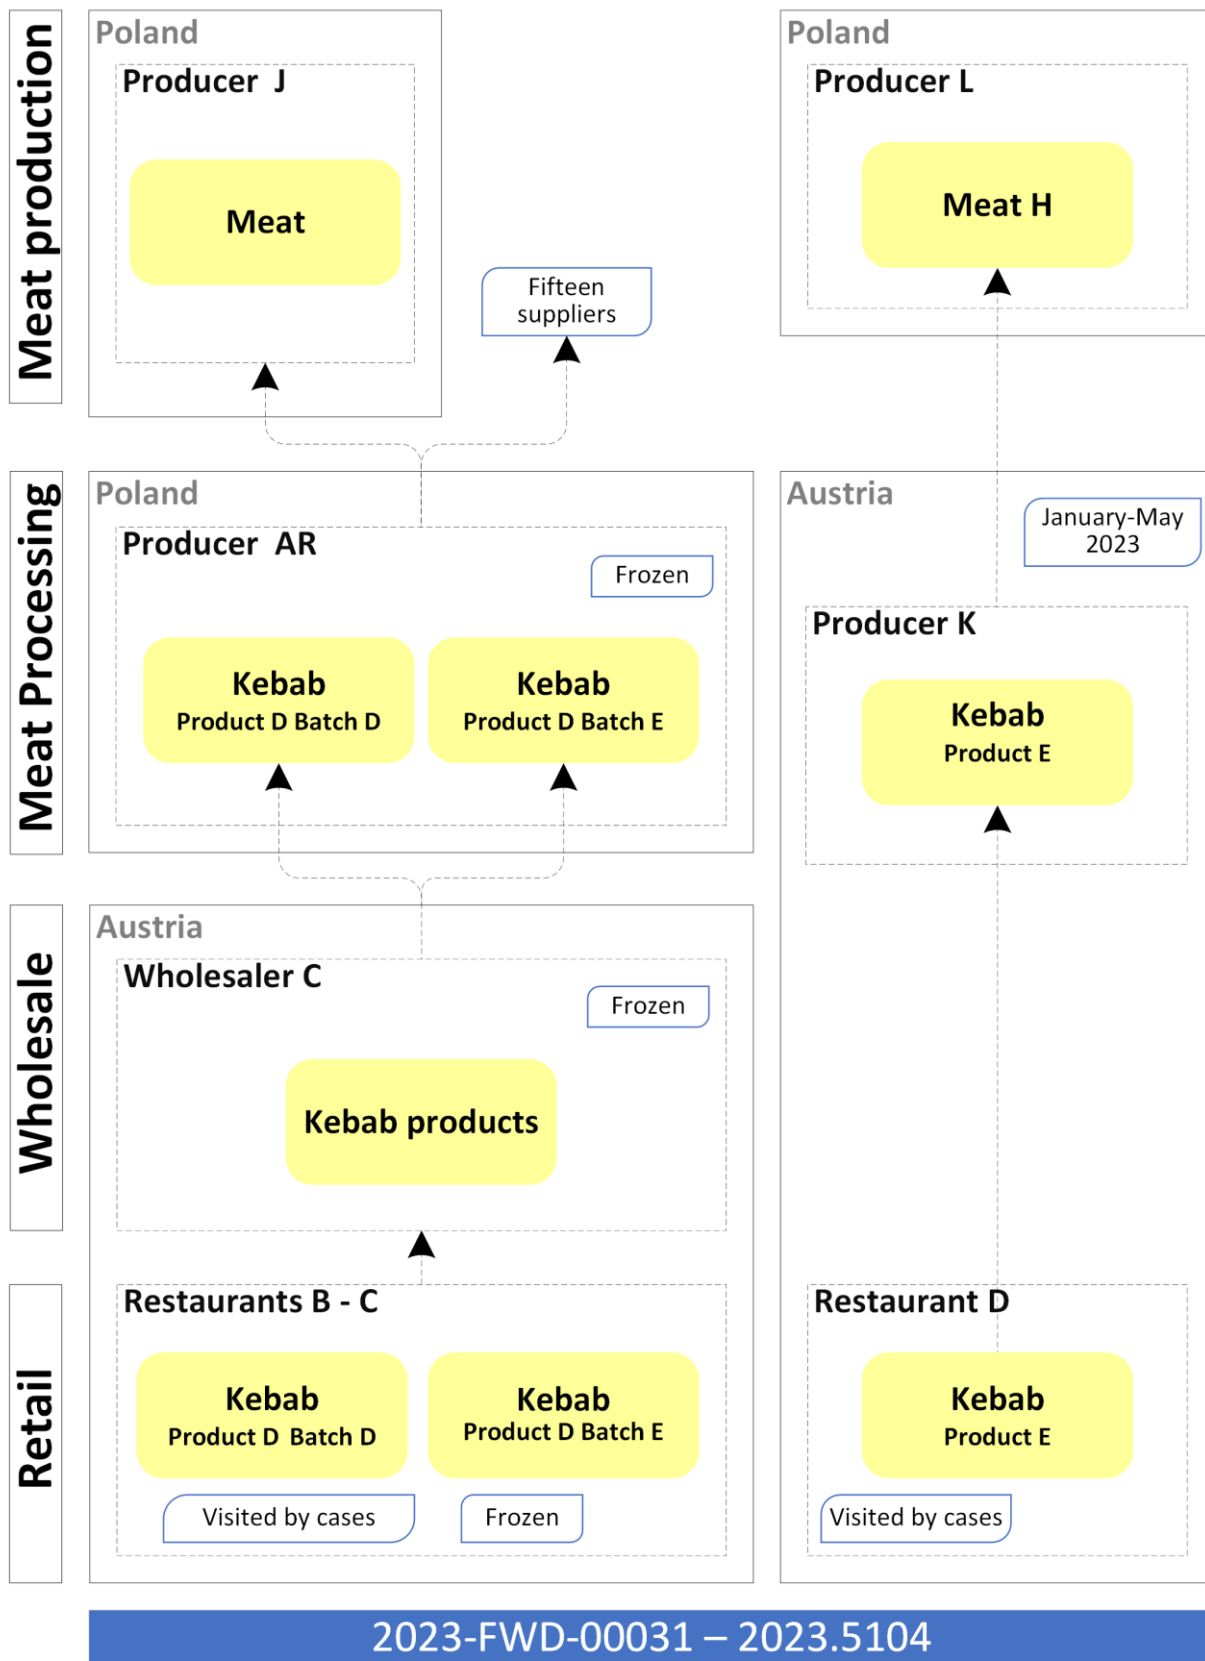 Meat production
Poland
Producer J
Meat
Fifteen
suppliers
Poland
Producer L
Meat H
Meat Processing
Poland
Producer AR
Frozen
Kebab
Product D Batch D
Kebab
Product D Batch E
Austria
January-May
2023
Producer K
Kebab
Product E
Wholesale
Austria
Wholesaler C
Frozen
Kebab products
Retail
Restaurants B - C
Kebab
Product D Batch D
Kebab
Product D Batch E
Visited by cases
Frozen
Restaurant D
Kebab
Product E
Visited by cases
2023-FWD-00031 – 2023.5104